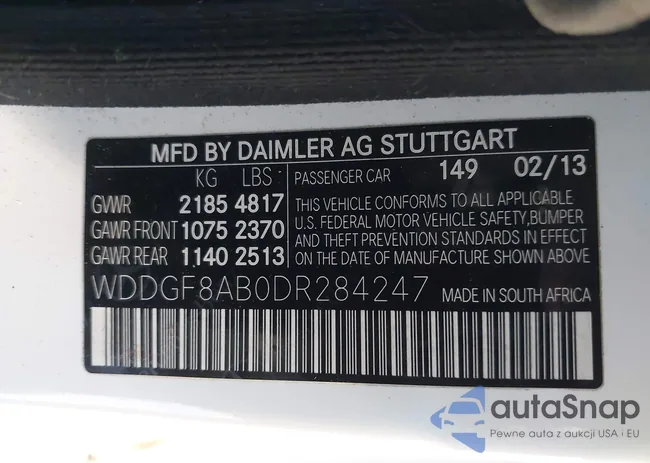 MFD BY DAIMLER AG STUTTGART
KG LBS
GVWR 2185 4817
GAWR FRONT 1075 2370
GAWR REAR 1140 2513
PASSENGER CAR 149 02/13
THIS VEHICLE CONFORMS TO ALL APPLICABLE
U.S. FEDERAL MOTOR VEHICLE SAFETY,BUMPER
AND THEFT PREVENTION STANDARDS IN EFFECT
ON THE DATE OF MANUFACTURE SHOWN ABOVE
WDDGF8AB0DR284247 MADE IN SOUTH AFRICA
autaSnap
Pewne auta z aukcji USA i EU